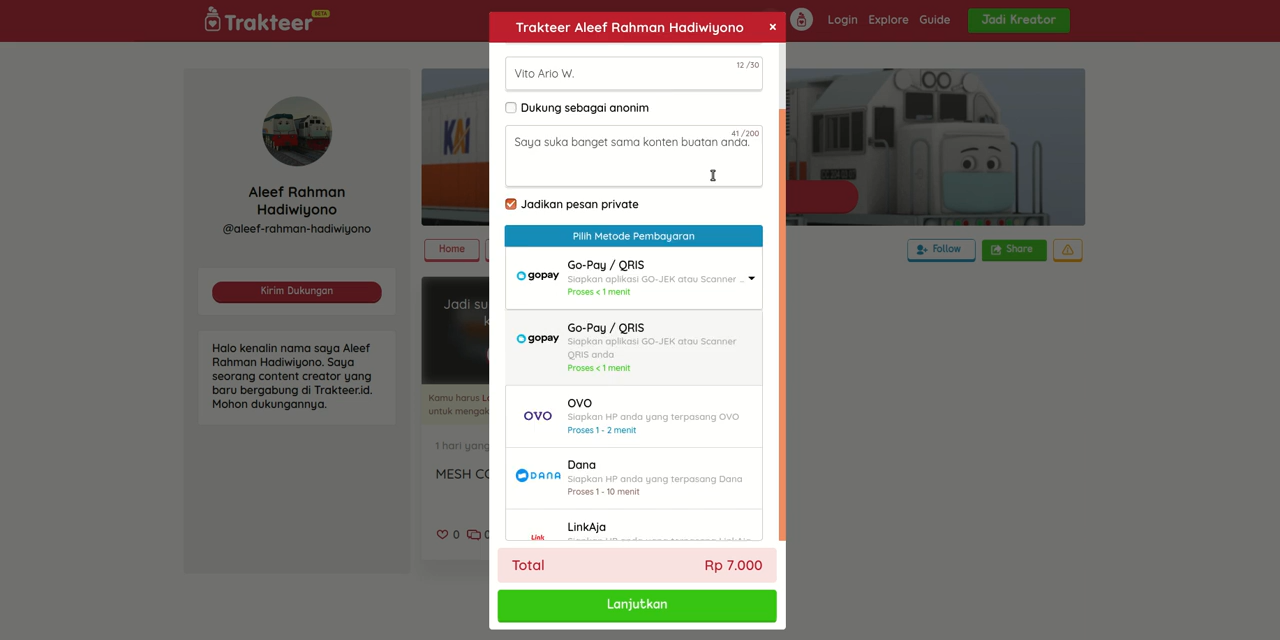 Trakteer BETA
Login Explore Guide Jadi Kreator
Trakteer Aleef Rahman Hadiwiyono ×
Aleef Rahman
Hadiwiyono
@aleef-rahman-hadiwiyono
Kirim Dukungan
Halo kenalin nama saya Aleef
Rahman Hadiwiyono. Saya
seorang content creator yang
baru bergabung di Trakteer.id.
Mohon dukungannya.
KAI
Home
Follow
Share
Jadi su
Kamu harus
untuk mengak
1 hari yang
MESH CO
0
12 /30
Vito Ario W.
Dukung sebagai anonim
41 /200
Saya suka banget sama konten buatan anda.
Jadikan pesan private
Pilih Metode Pembayaran
gopay
Go-Pay / QRIS
Siapkan aplikasi GO-JEK atau Scanner ...
Proses < 1 menit
gopay
Go-Pay / QRIS
Siapkan aplikasi GO-JEK atau Scanner
QRIS anda
Proses < 1 menit
OVO
OVO
Siapkan HP anda yang terpasang OVO
Proses 1 - 2 menit
DANA
Dana
Siapkan HP anda yang terpasang Dana
Proses 1 - 10 menit
Link
LinkAja
Siapkan HP anda yang terpasang LinkAja
Total Rp 7.000
Lanjutkan